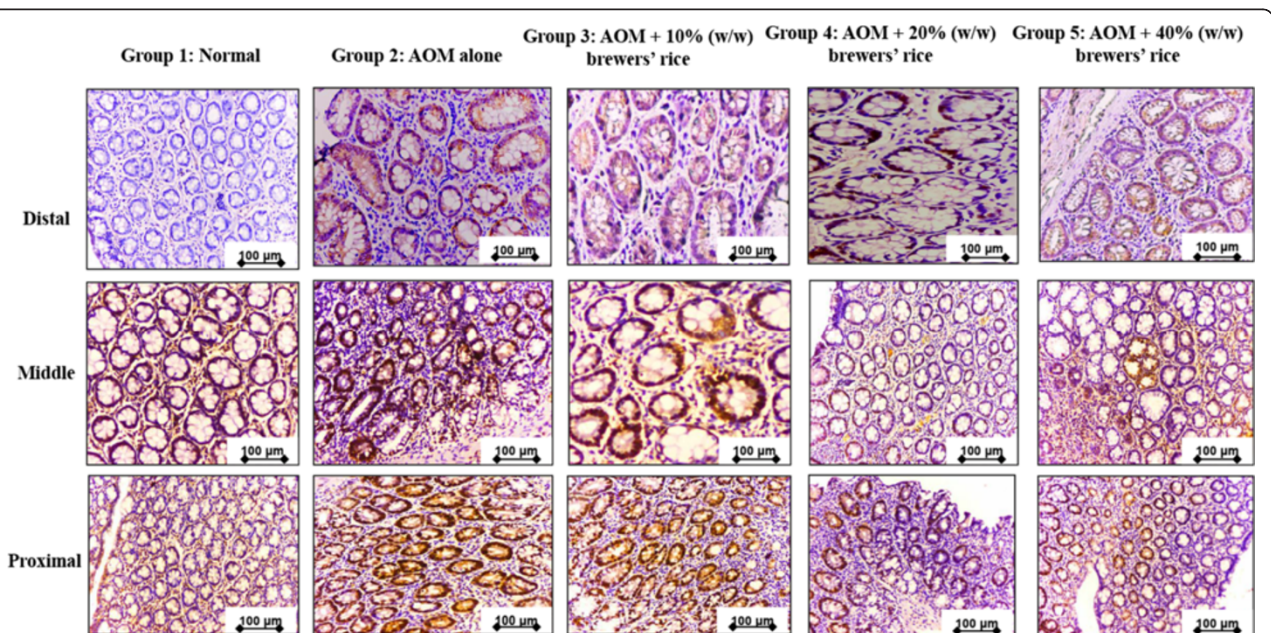 Group 1: Normal
Group 2: AOM alone
Group 3: AOM + 10% (w/w)
brewers’ rice
Group 4: AOM + 20% (w/w)
brewers’ rice
Group 5: AOM + 40% (w/w)
brewers’ rice
Distal
100 µm
100 µm
100 µm
100 µm
100 µm
Middle
100 µm
100 µm
100 µm
100 µm
100 µm
Proximal
100 µm
100 µm
100 µm
100 µm
100 µm